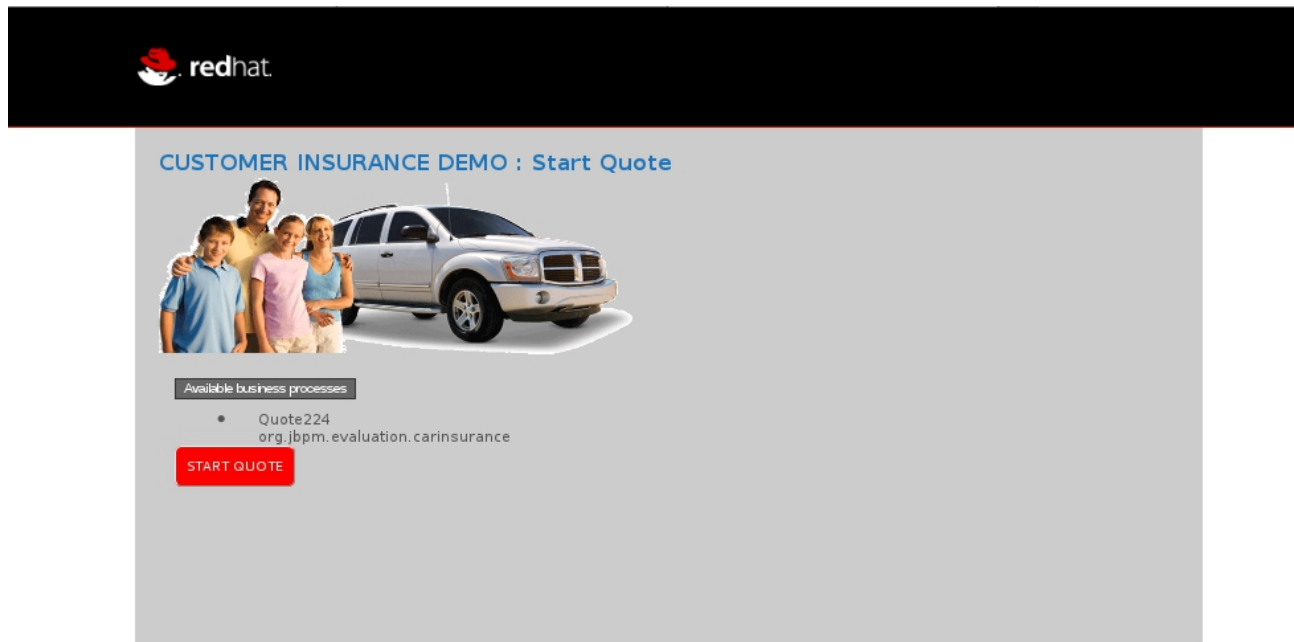 redhat.
CUSTOMER INSURANCE DEMO : Start Quote
Available business processes
Quote224
org.jbpm.evaluation.carinsurance
START QUOTE